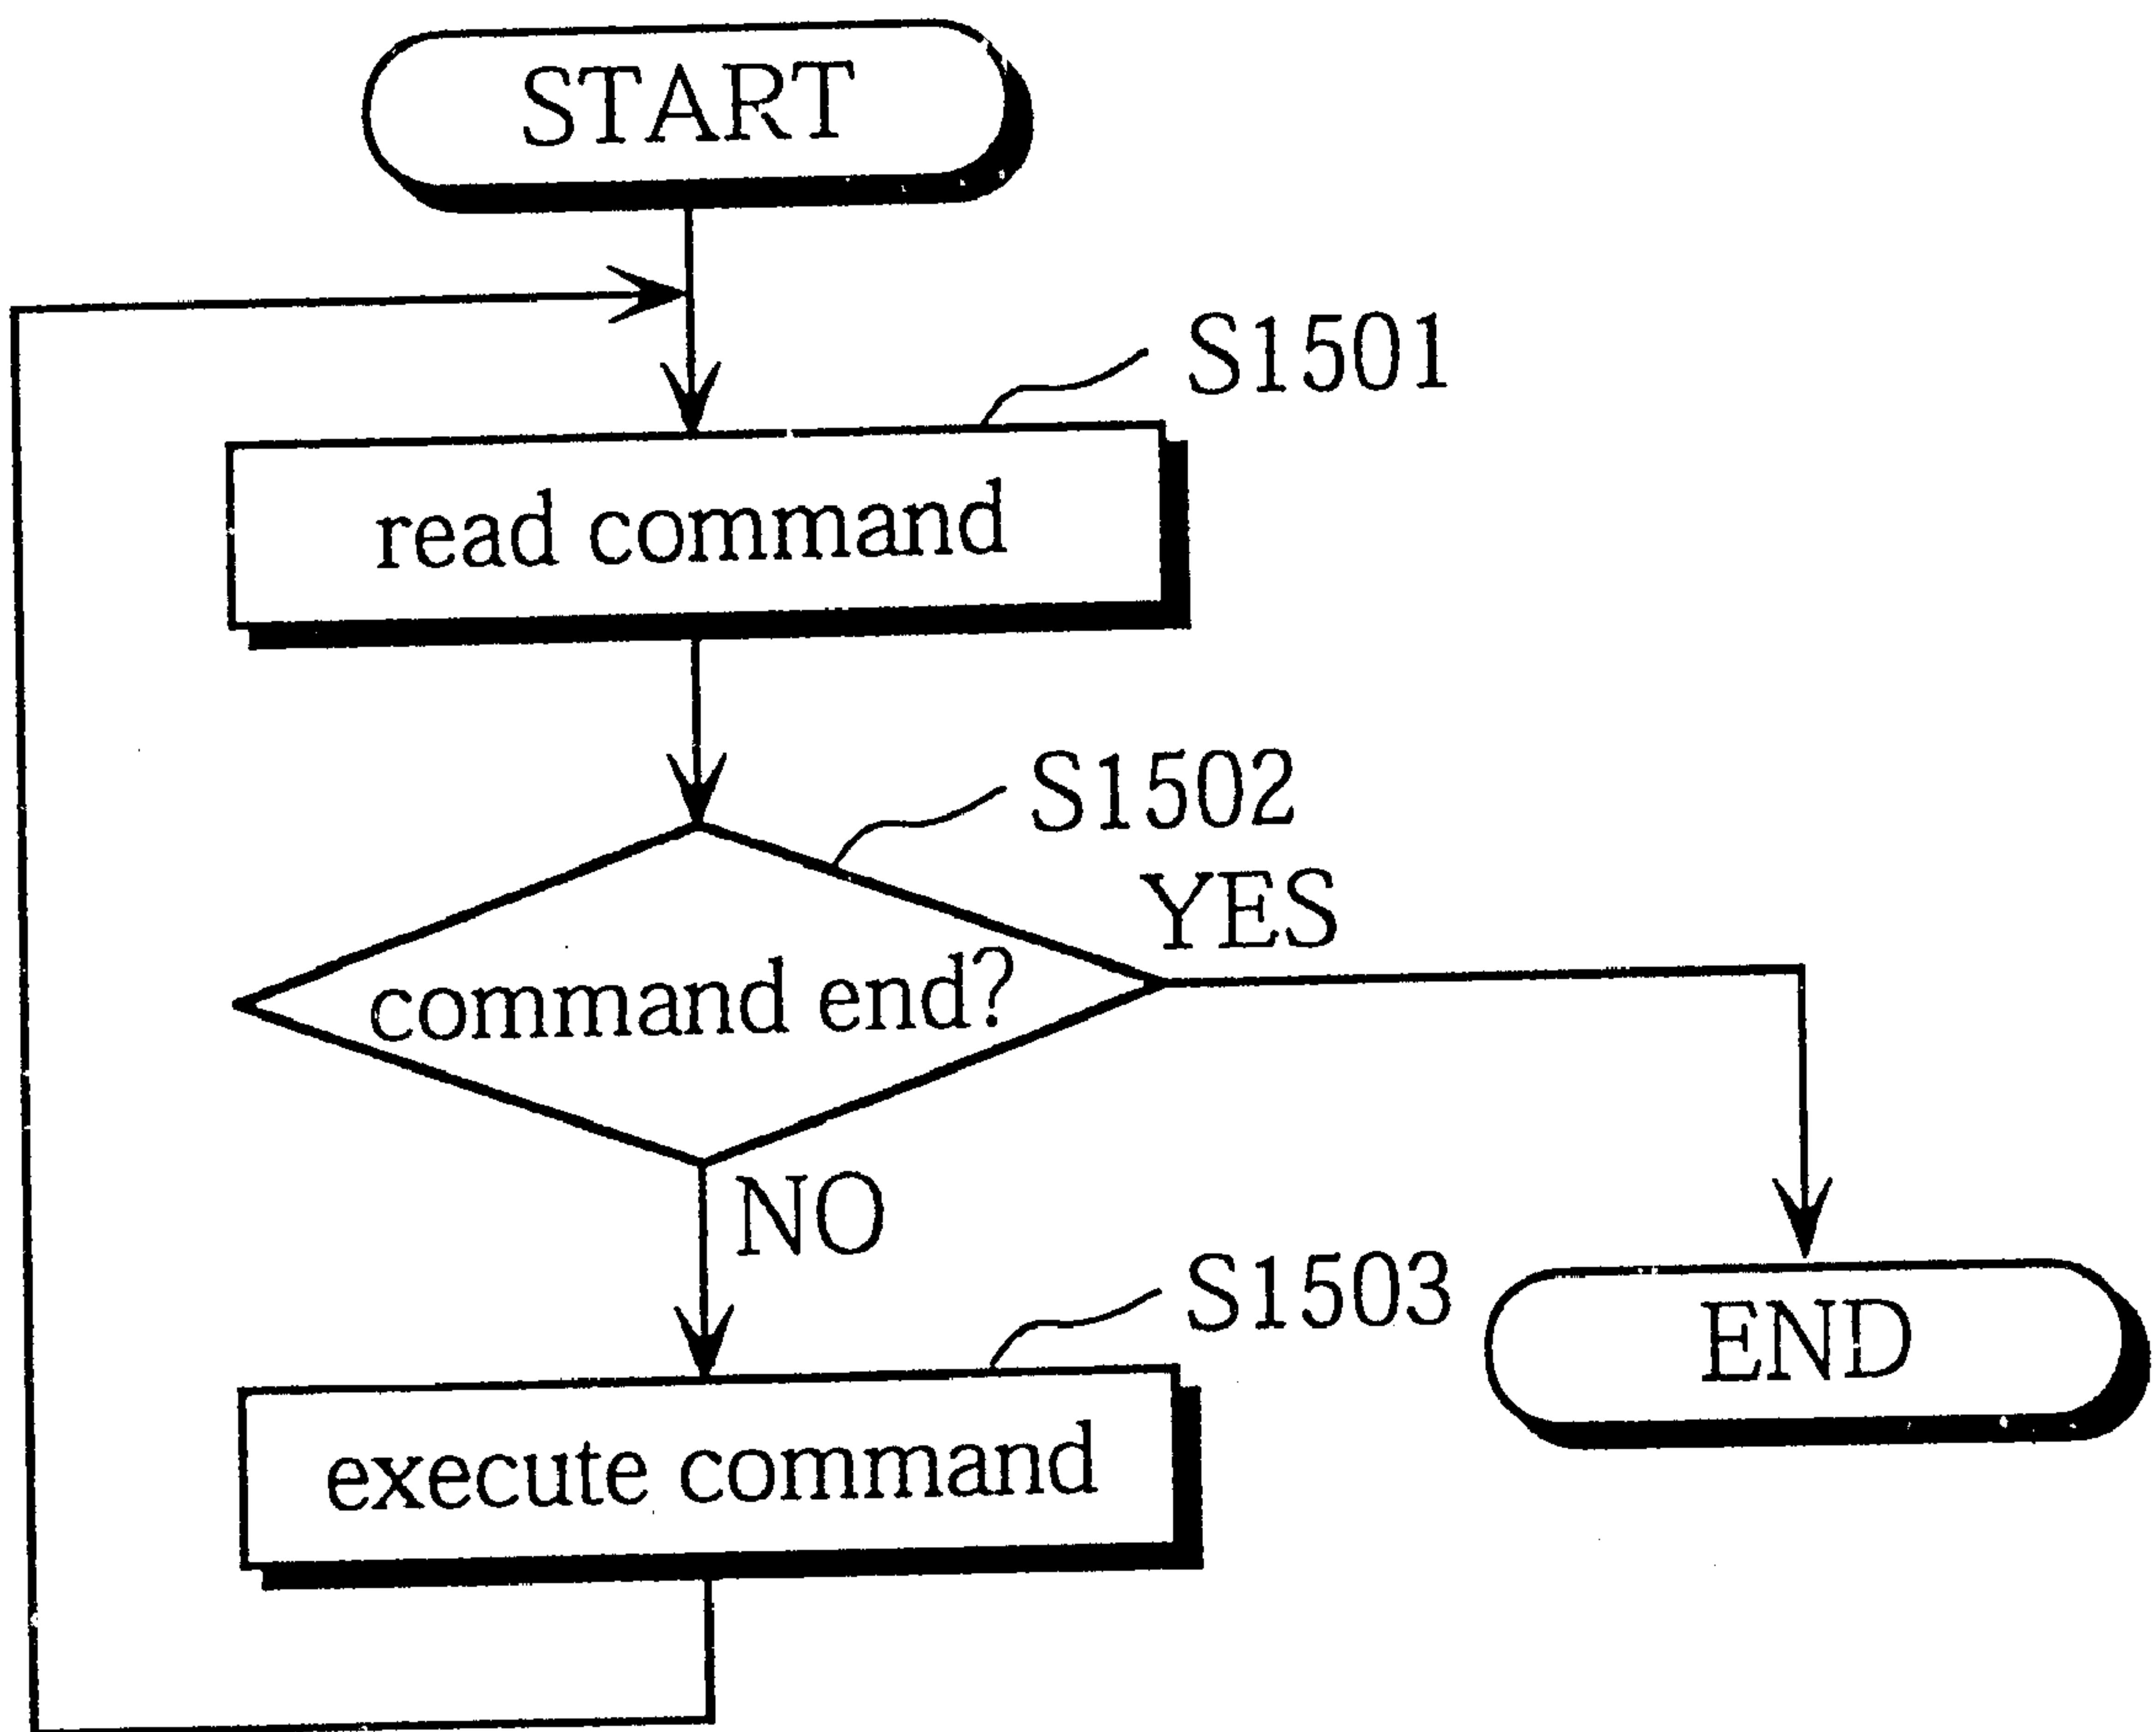 START
S1501
read command
S1502
YES
command end?
NO
S1503
END
execute command